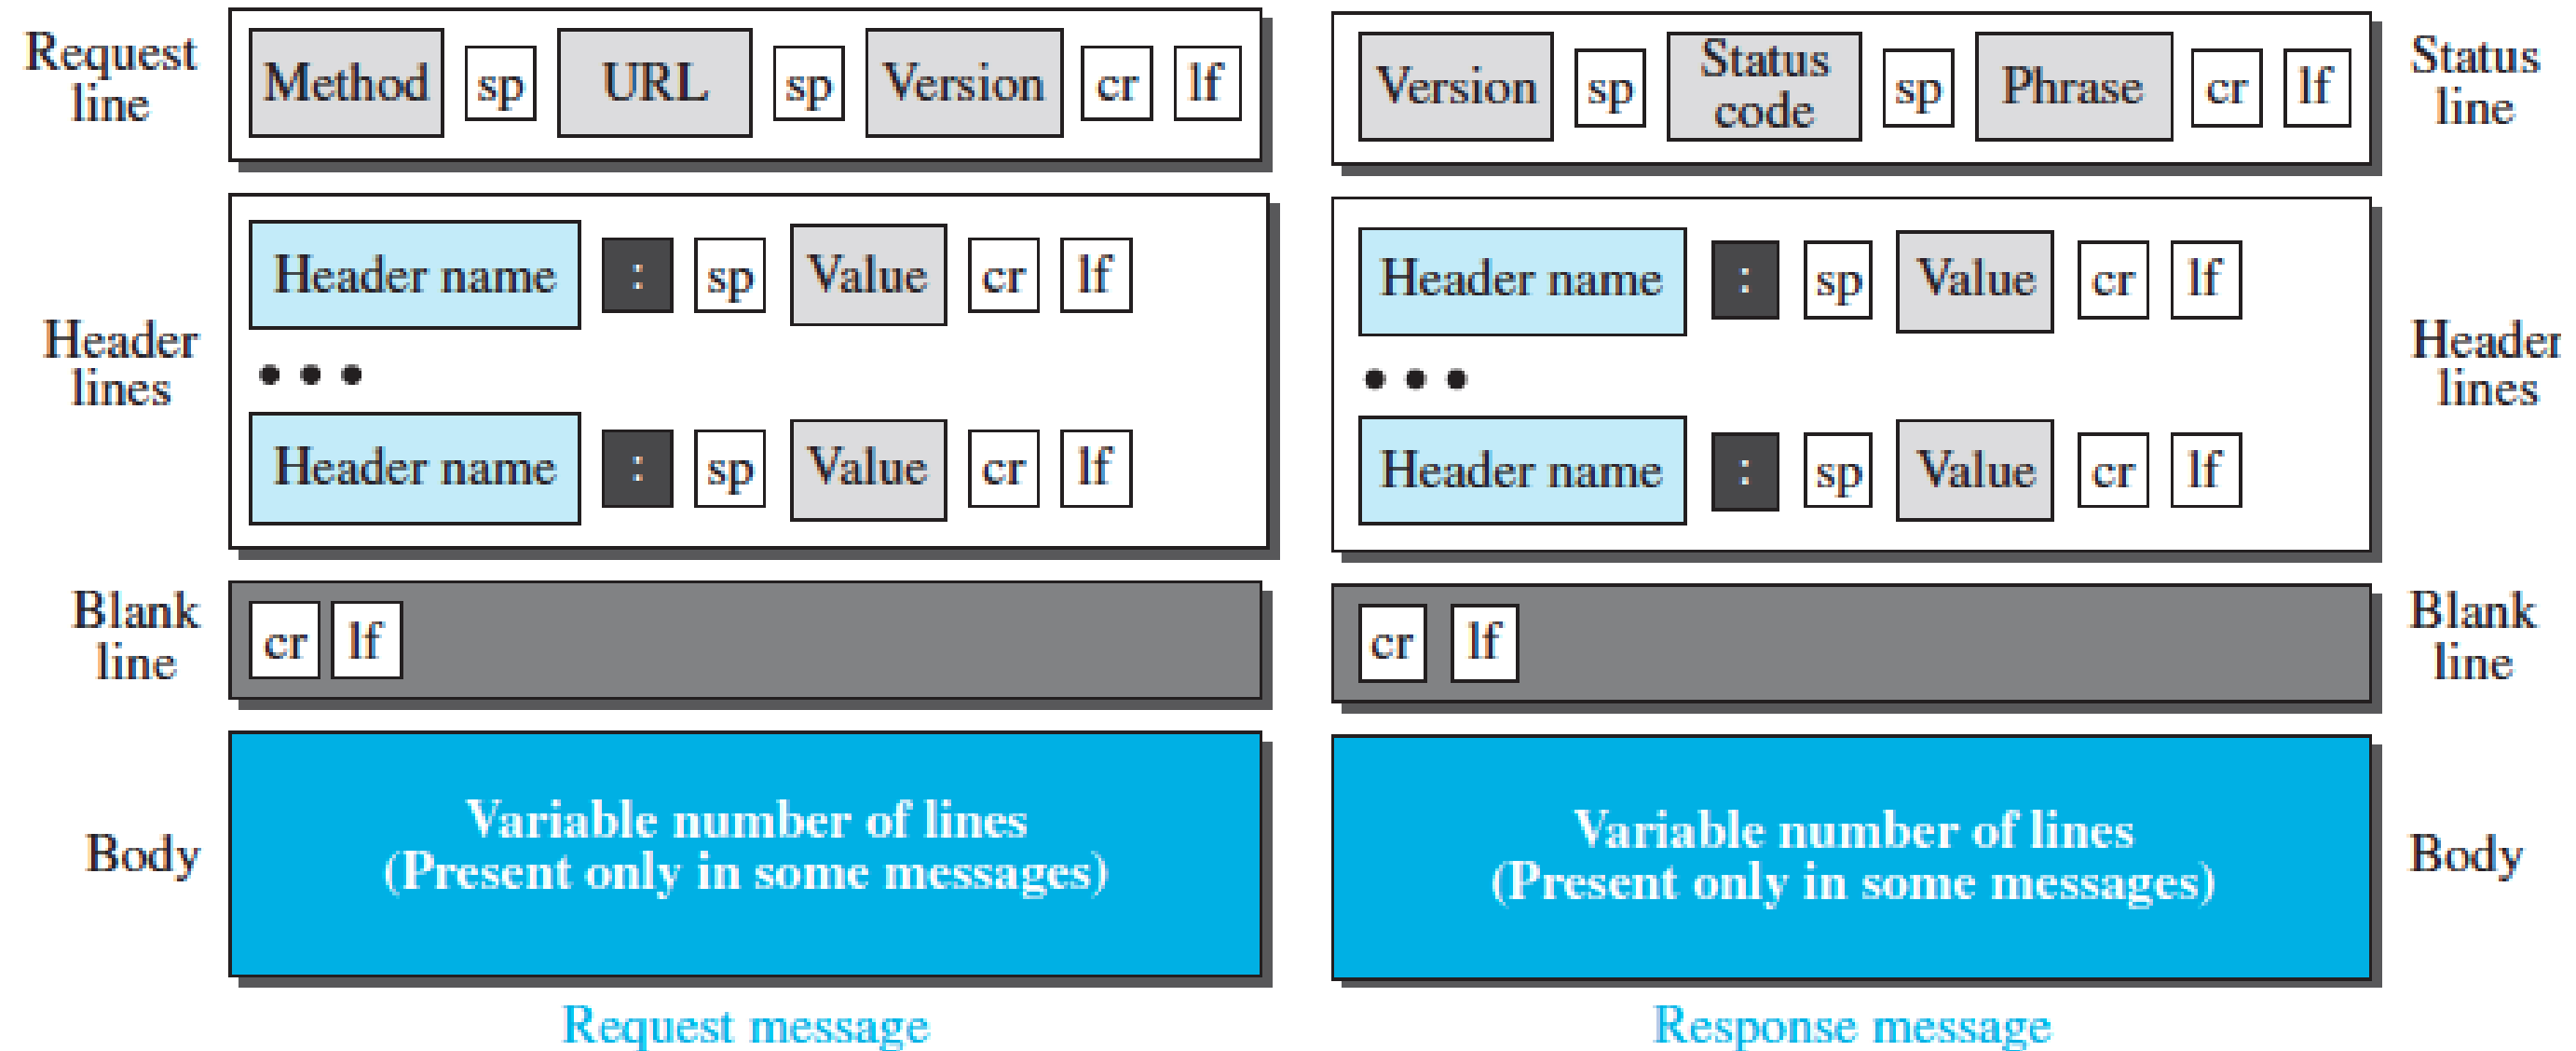 Request
line
Method sp URL sp Version cr lf
Header
lines
Header name : sp Value cr lf
• • •
Header name : sp Value cr lf
Blank
line
cr lf
Body
Variable number of lines
(Present only in some messages)
Request message
Version sp Status code sp Phrase cr lf
Status
line
Header name : sp Value cr lf
• • •
Header name : sp Value cr lf
Header
lines
cr lf
Blank
line
Variable number of lines
(Present only in some messages)
Body
Response message